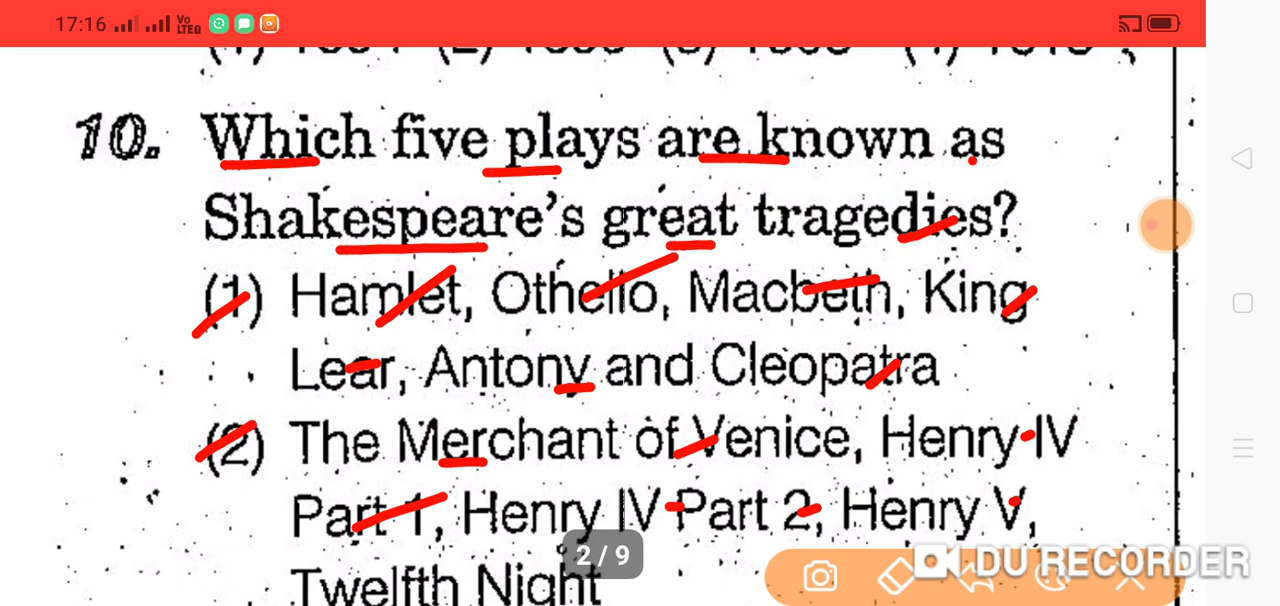 17:16 Vo LTE
10. Which five plays are known as
Shakespeare's great tragedies?
(1) Hamlet, Othello, Macbeth, King
Lear, Antony and Cleopatra
(2) The Merchant of Venice, Henry IV
Part 1, Henry IV Part 2, Henry V,
2 / 9
Twelfth Night
DU RECORDER